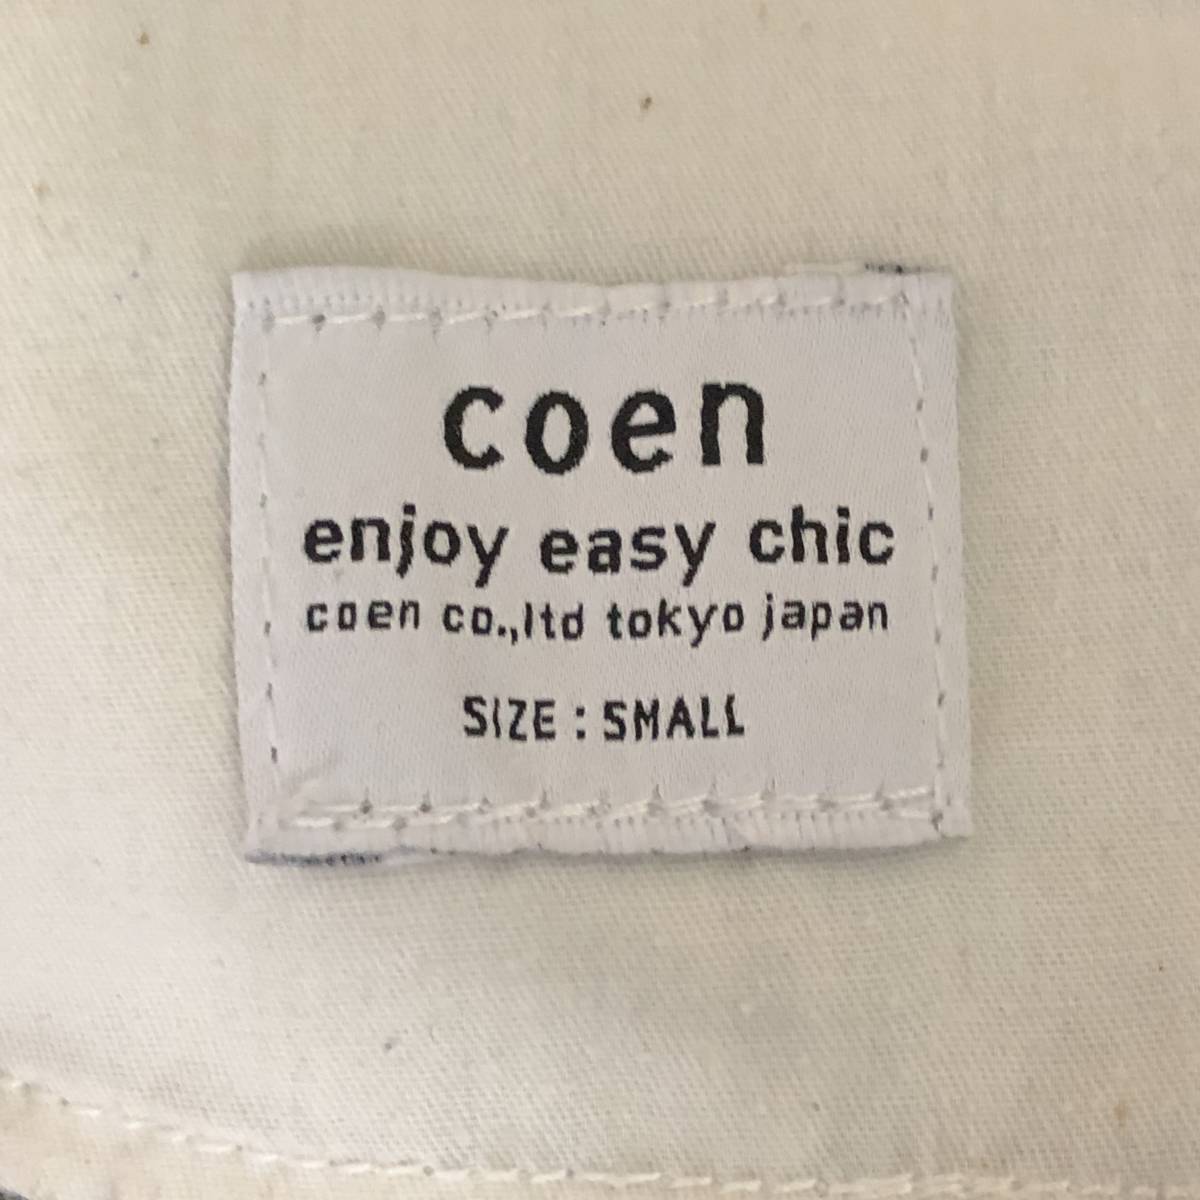 coen
enjoy easy chic
coen co.,ltd tokyo japan
SIZE : SMALL